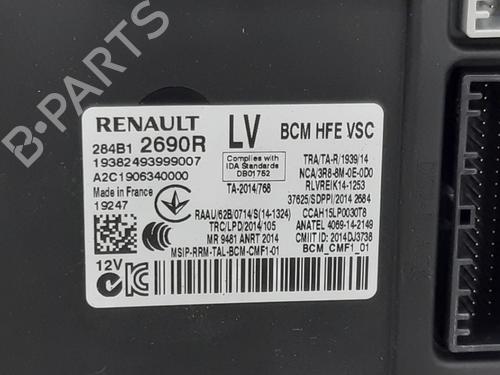 RENAULT
LV
BCM HFE VSC
284B1 2690R
19382493999007
A2C1906340000
Made in France
19247
Complies with
IDA Standards
DB01752
TA-2014/768
TRA/TA-R/1939/14
NCA/3R8-8M-0E-0D0
RLVREIK14-1253
37625/SDPPI/2014 2684
RAAU/62B/0714/S(14-1324)
CCAH15LP0030T8
TRC/LPD/2014/105
ANATEL 4069-14-2149
MR 9481 ANRT 2014
CMIIT ID: 2014DJ3738
12V
MSIP-RRM-TAL-BCM-CMF1-01
BCM_CMF1_01
B-PARTS